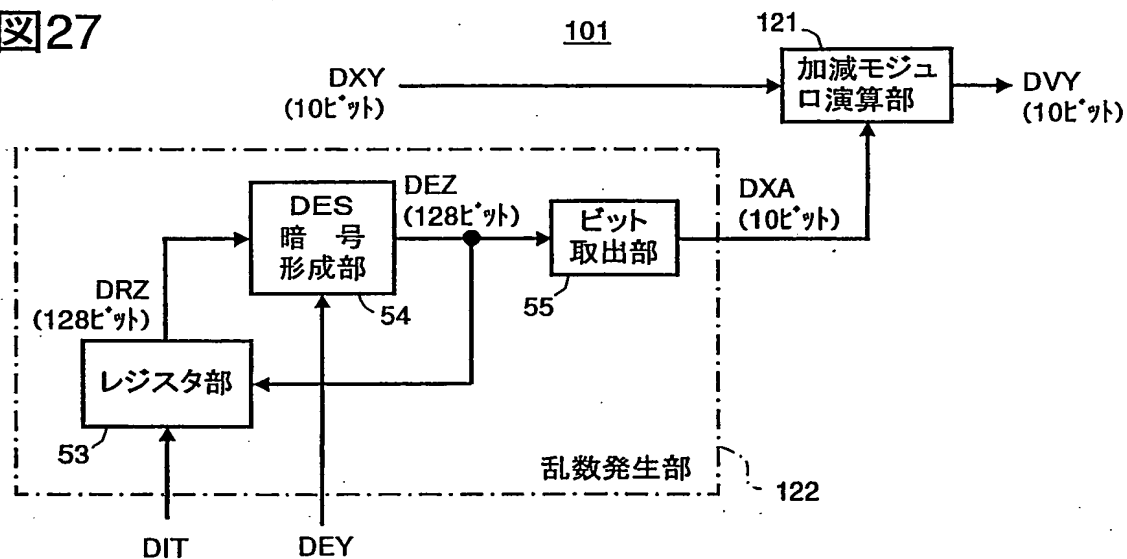 図27
101
121
DXY
(10ビット)
加減モジュ
ロ演算部
DVY
(10ビット)
DES
暗 号
形成部
54
DEZ
(128ビット)
ビット
取出部
55
DXA
(10ビット)
DRZ
(128ビット)
レジスタ部
53
乱数発生部
122
DIT
DEY